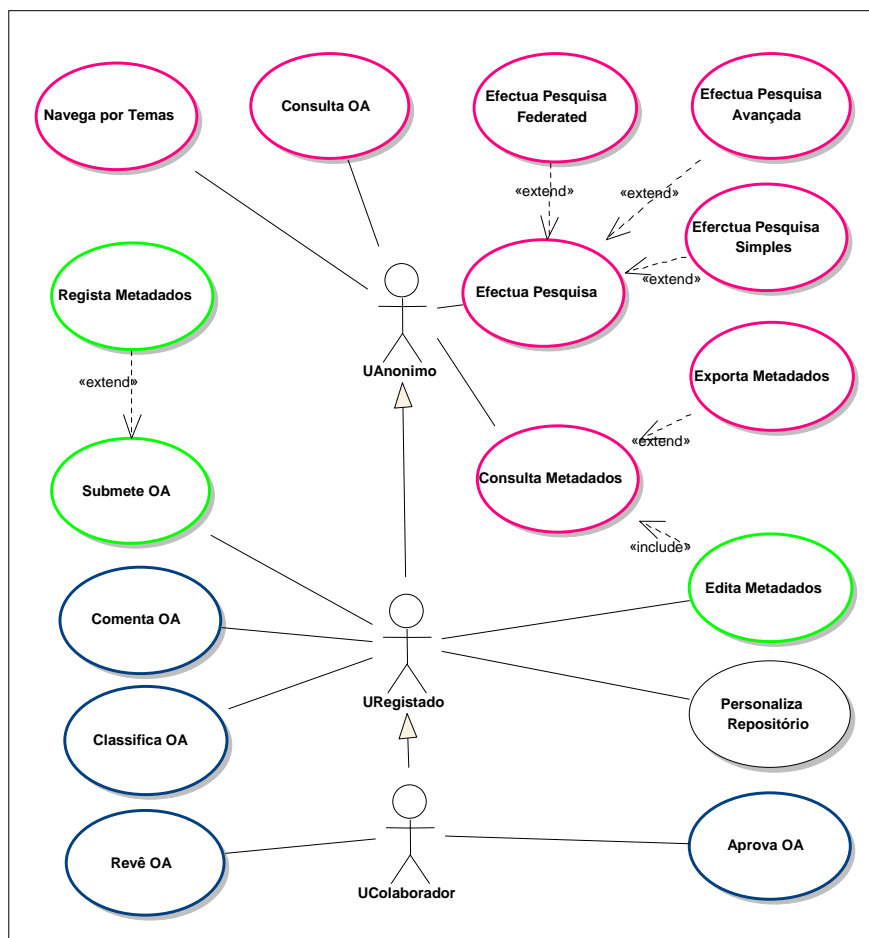 Navega por Temas
Consulta OA
Efectua Pesquisa
Federated
Efectua Pesquisa
Avançada
«extend»
«extend»
Eferctua Pesquisa
Simples
«extend»
Regista Metadados
Efectua Pesquisa
UAnonimo
«extend»
Exporta Metadados
«extend»
Submete OA
Consulta Metadados
«include»
Edita Metadados
Comenta OA
URegistado
Personaliza
Repositório
Classifica OA
Revê OA
UColaborador
Aprova OA